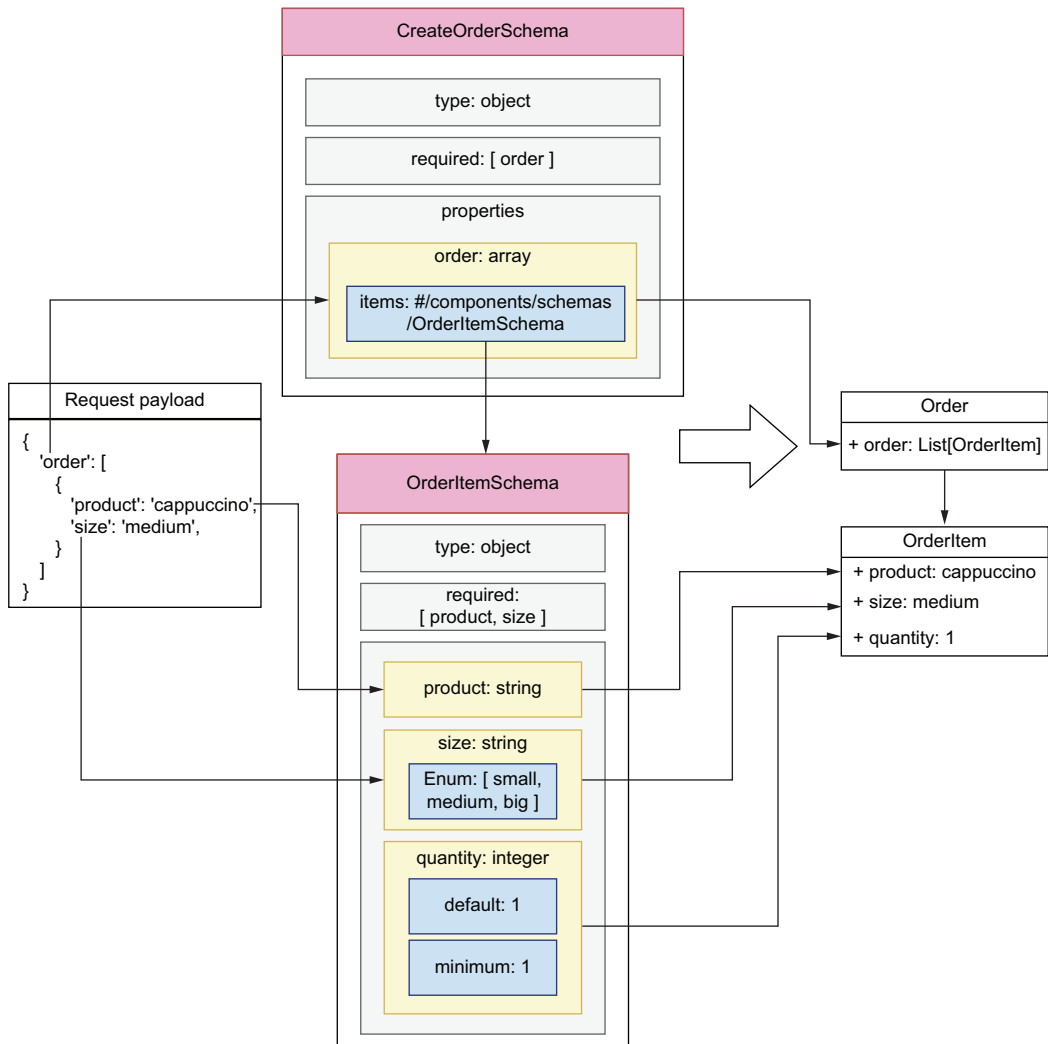 CreateOrderSchema
type: object
required: [ order ]
properties
order: array
items: #/components/schemas
/OrderItemSchema
Request payload
{
'order': [
{
'product': 'cappuccino',
'size': 'medium',
}
]
}
Order
+ order: List[OrderItem]
OrderItemSchema
type: object
required:
[ product, size ]
product: string
size: string
Enum: [ small,
medium, big ]
quantity: integer
default: 1
minimum: 1
OrderItem
+ product: cappuccino
+ size: medium
+ quantity: 1